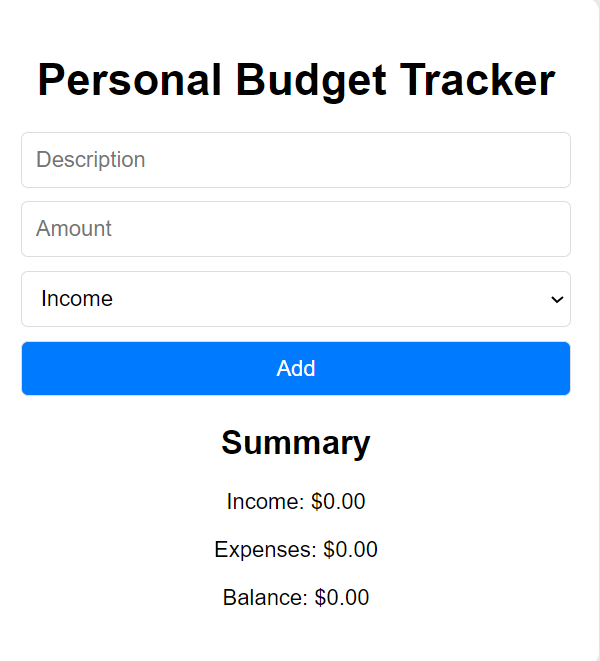 Personal Budget Tracker
Description
Amount
Income
Add
Summary
Income: $0.00
Expenses: $0.00
Balance: $0.00